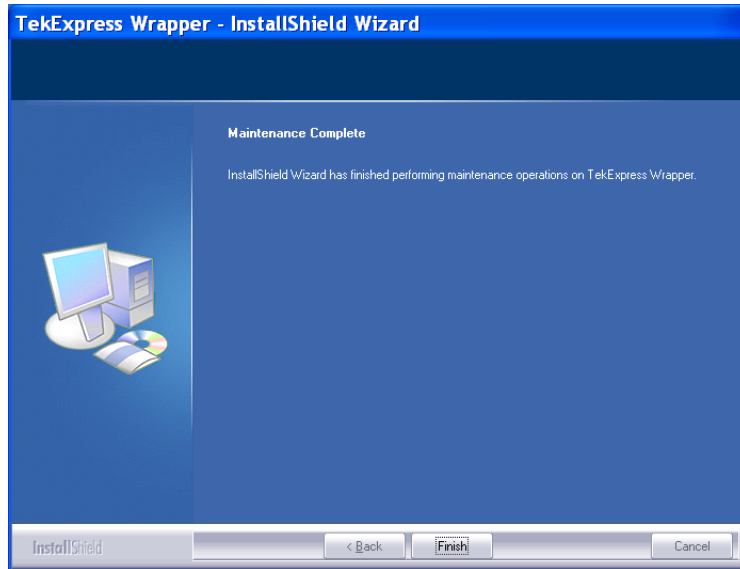 TekExpress Wrapper - InstallShield Wizard
Maintenance Complete
InstallShield Wizard has finished performing maintenance operations on TekExpress Wrapper.
InstallShield
< Back
Finish
Cancel